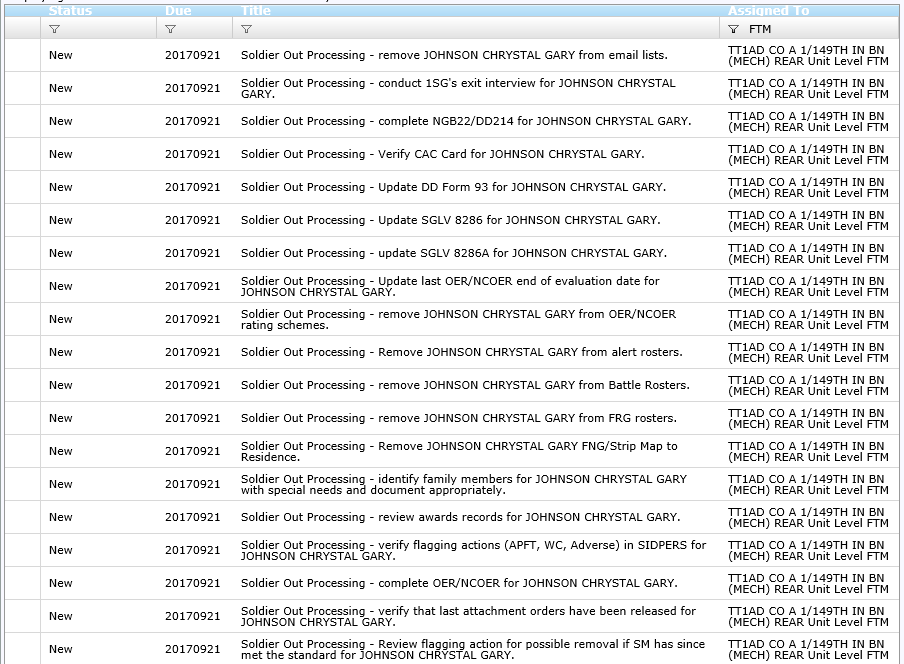 Status Due Title Assigned To
FTM
New 20170921 Soldier Out Processing - remove JOHNSON CHRYSTAL GARY from email lists. TT1AD CO A 1/149TH IN BN
(MECH) REAR Unit Level FTM
New 20170921 Soldier Out Processing - conduct 1SG's exit interview for JOHNSON CHRYSTAL
GARY. TT1AD CO A 1/149TH IN BN
(MECH) REAR Unit Level FTM
New 20170921 Soldier Out Processing - complete NGB22/DD214 for JOHNSON CHRYSTAL GARY. TT1AD CO A 1/149TH IN BN
(MECH) REAR Unit Level FTM
New 20170921 Soldier Out Processing - Verify CAC Card for JOHNSON CHRYSTAL GARY. TT1AD CO A 1/149TH IN BN
(MECH) REAR Unit Level FTM
New 20170921 Soldier Out Processing - Update DD Form 93 for JOHNSON CHRYSTAL GARY. TT1AD CO A 1/149TH IN BN
(MECH) REAR Unit Level FTM
New 20170921 Soldier Out Processing - Update SGLV 8286 for JOHNSON CHRYSTAL GARY. TT1AD CO A 1/149TH IN BN
(MECH) REAR Unit Level FTM
New 20170921 Soldier Out Processing - update SGLV 8286A for JOHNSON CHRYSTAL GARY. TT1AD CO A 1/149TH IN BN
(MECH) REAR Unit Level FTM
New 20170921 Soldier Out Processing - Update last OER/NCOER end of evaluation date for
JOHNSON CHRYSTAL GARY. TT1AD CO A 1/149TH IN BN
(MECH) REAR Unit Level FTM
New 20170921 Soldier Out Processing - remove JOHNSON CHRYSTAL GARY from OER/NCOER
rating schemes. TT1AD CO A 1/149TH IN BN
(MECH) REAR Unit Level FTM
New 20170921 Soldier Out Processing - Remove JOHNSON CHRYSTAL GARY from alert rosters. TT1AD CO A 1/149TH IN BN
(MECH) REAR Unit Level FTM
New 20170921 Soldier Out Processing - remove JOHNSON CHRYSTAL GARY from Battle Rosters. TT1AD CO A 1/149TH IN BN
(MECH) REAR Unit Level FTM
New 20170921 Soldier Out Processing - remove JOHNSON CHRYSTAL GARY from FRG rosters. TT1AD CO A 1/149TH IN BN
(MECH) REAR Unit Level FTM
New 20170921 Soldier Out Processing - Remove JOHNSON CHRYSTAL GARY FNG/Strip Map to
Residence. TT1AD CO A 1/149TH IN BN
(MECH) REAR Unit Level FTM
New 20170921 Soldier Out Processing - identify family members for JOHNSON CHRYSTAL GARY
with special needs and document appropriately. TT1AD CO A 1/149TH IN BN
(MECH) REAR Unit Level FTM
New 20170921 Soldier Out Processing - review awards records for JOHNSON CHRYSTAL GARY. TT1AD CO A 1/149TH IN BN
(MECH) REAR Unit Level FTM
New 20170921 Soldier Out Processing - verify flagging actions (APFT, WC, Adverse) in SIDPERS for
JOHNSON CHRYSTAL GARY. TT1AD CO A 1/149TH IN BN
(MECH) REAR Unit Level FTM
New 20170921 Soldier Out Processing - complete OER/NCOER for JOHNSON CHRYSTAL GARY. TT1AD CO A 1/149TH IN BN
(MECH) REAR Unit Level FTM
New 20170921 Soldier Out Processing - verify that last attachment orders have been released for
JOHNSON CHRYSTAL GARY. TT1AD CO A 1/149TH IN BN
(MECH) REAR Unit Level FTM
New 20170921 Soldier Out Processing - Review flagging action for possible removal if SM has since
met the standard for JOHNSON CHRYSTAL GARY. TT1AD CO A 1/149TH IN BN
(MECH) REAR Unit Level FTM